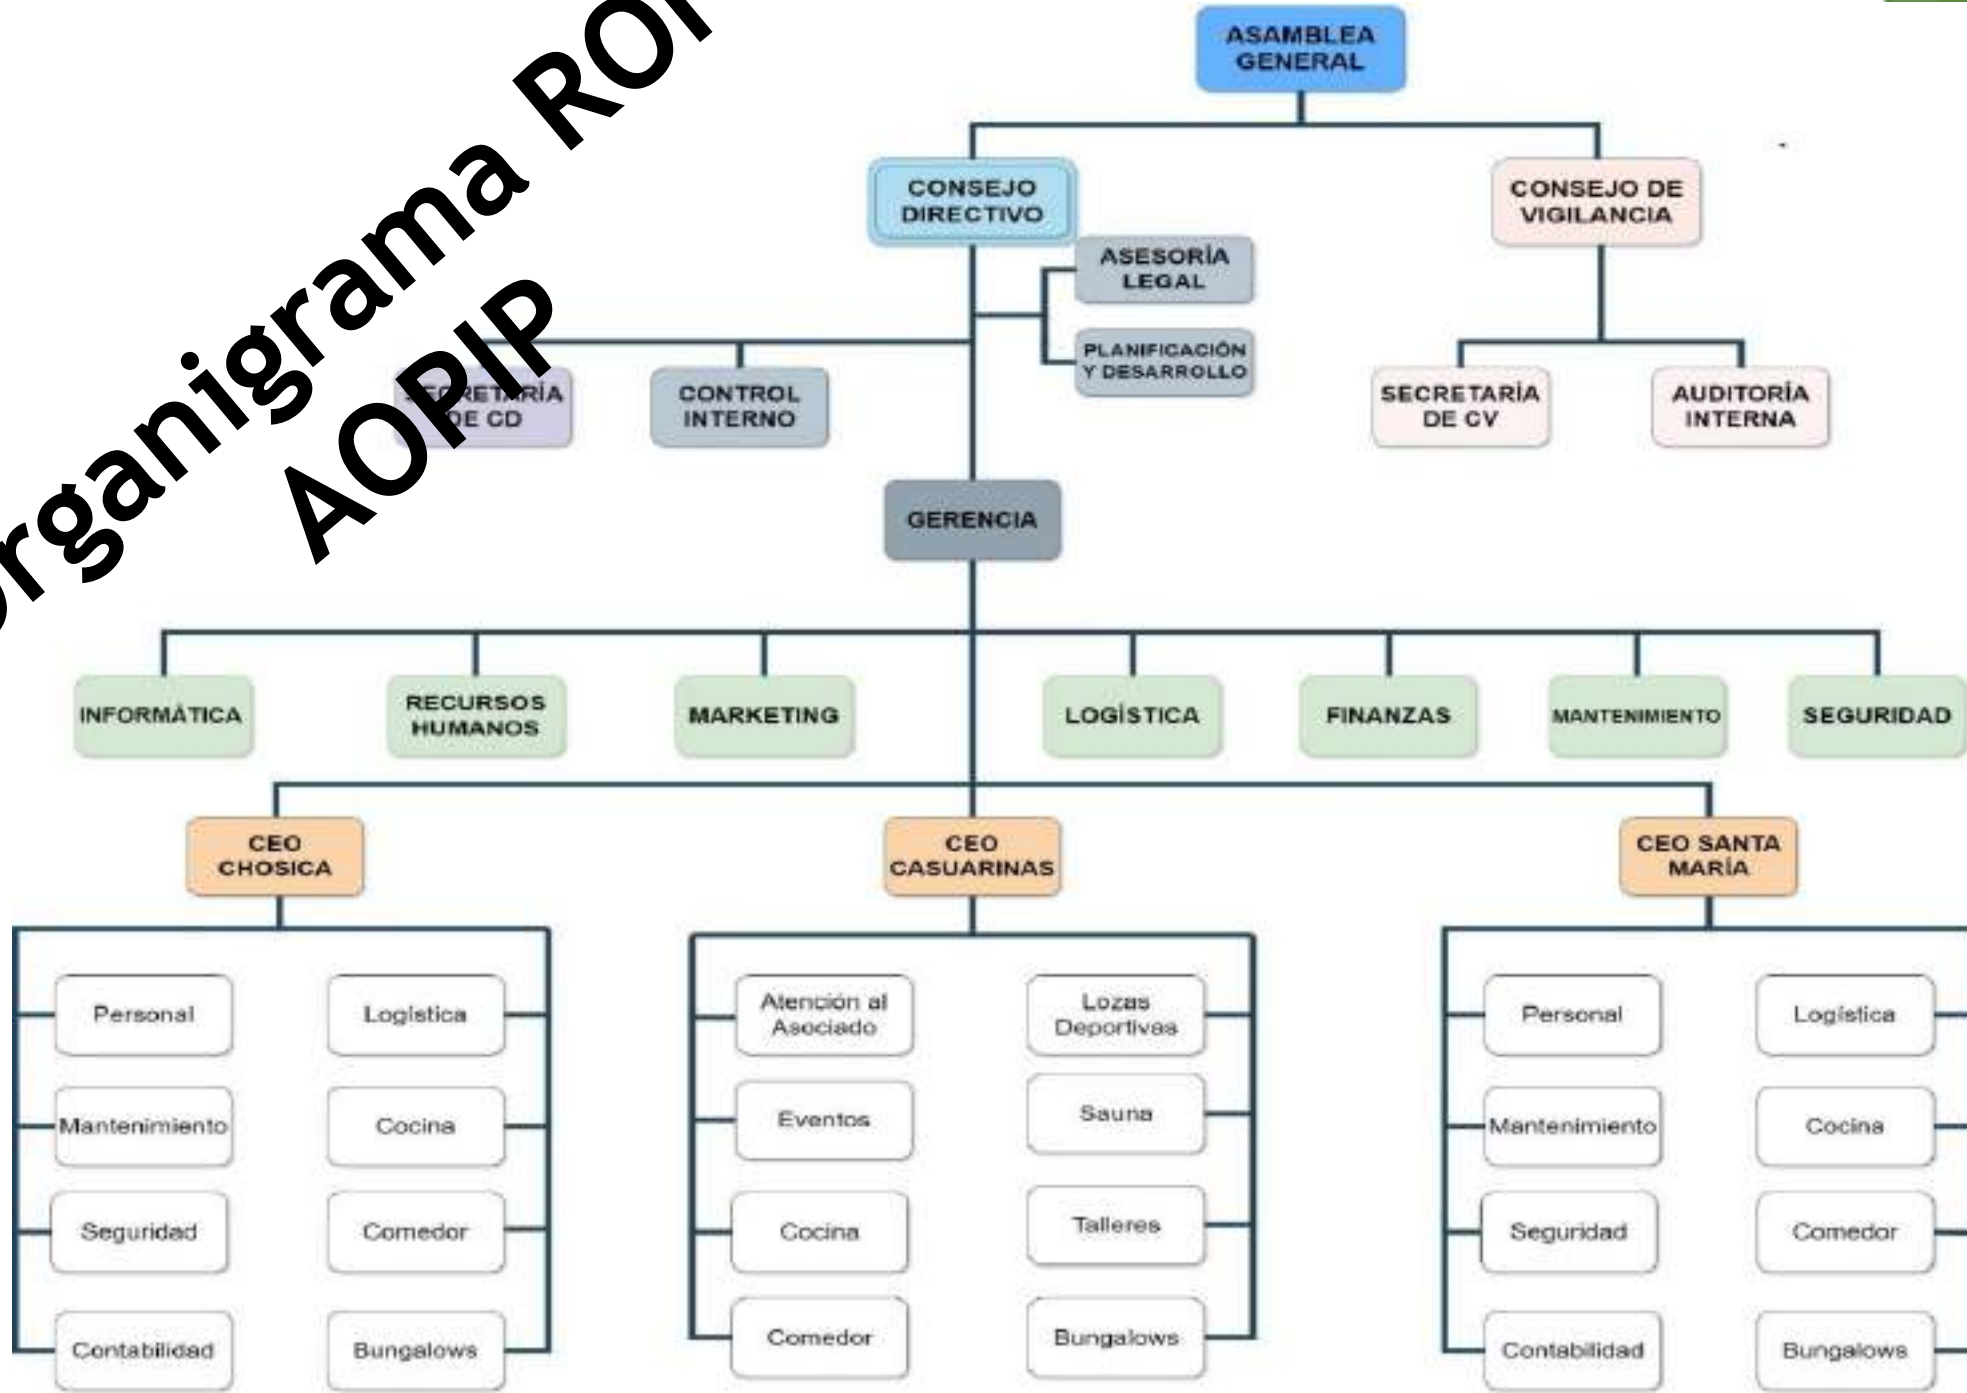 ASAMBLEA
GENERAL
CONSEJO
DIRECTIVO
CONSEJO DE
VIGILANCIA
ASESORÍA
LEGAL
PLANIFICACIÓN
Y DESARROLLO
SECRETARÍA
DE CD
CONTROL
INTERNO
SECRETARÍA
DE CV
AUDITORÍA
INTERNA
AOPIP
GERENCIA
INFORMÁTICA
RECURSOS
HUMANOS
MARKETING
LOGÍSTICA
FINANZAS
MANTENIMIENTO
SEGURIDAD
CEO
CHOSICA
CEO
CASUARINAS
CEO SANTA
MARÍA
Personal
Logística
Mantenimiento
Cocina
Seguridad
Comedor
Contabilidad
Bungalows
Atención al
Asociado
Lozas
Deportivas
Eventos
Sauna
Cocina
Talleres
Comedor
Bungalows
Personal
Logística
Mantenimiento
Cocina
Seguridad
Comedor
Contabilidad
Bungalows